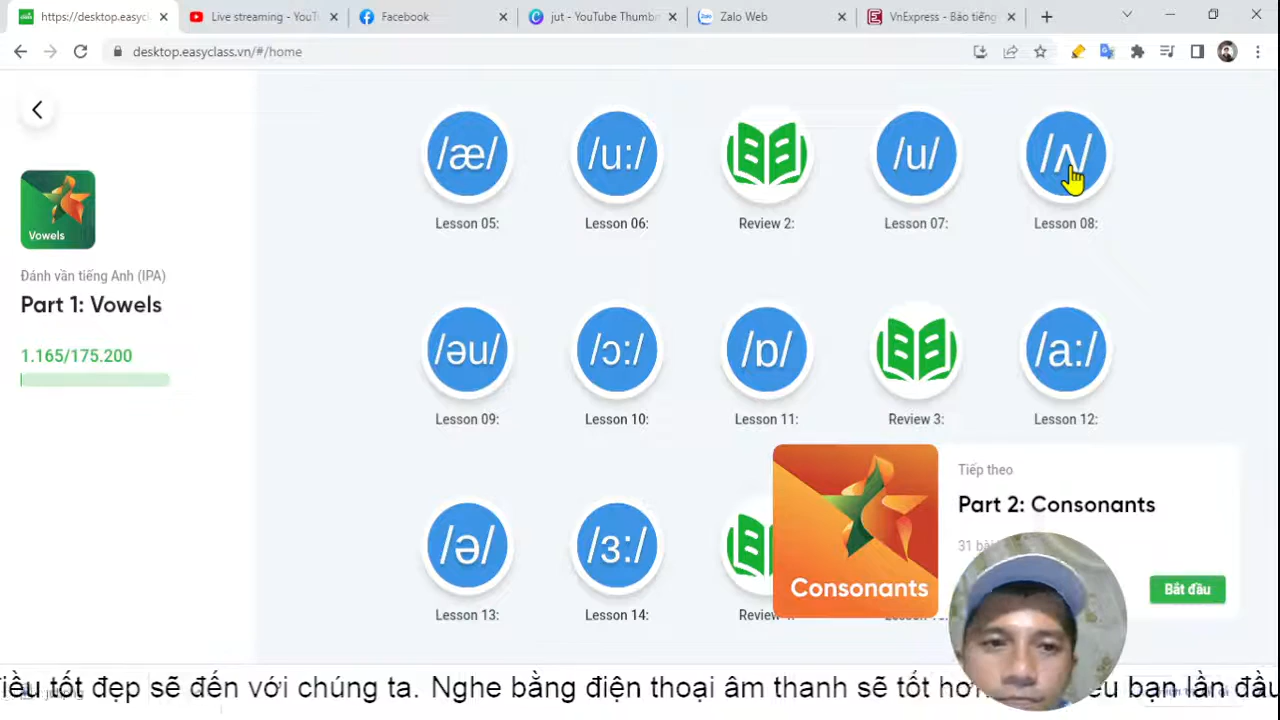 https://desktop.easycl
Live streaming - YouT
Facebook
jut - YouTube Thumbn
Zalo Web
VnExpress - Báo tiếng
desktop.easyclass.vn/#/home
/æ/
/u:/
/u/
/ʌ/
Lesson 05:
Lesson 06:
Review 2:
Lesson 07:
Lesson 08:
Vowels
Đánh vần tiếng Anh (IPA)
Part 1: Vowels
1.165/175.200
/əu/
/ɔ:/
/ɒ/
/a:/
Lesson 09:
Lesson 10:
Lesson 11:
Review 3:
Lesson 12:
/ə/
/ɜ:/
Lesson 13:
Lesson 14:
Tiếp theo
Part 2: Consonants
31
Consonants
Bắt đầu
điều tốt đẹp sẽ đến với chúng ta. Nghe bằng điện thoại âm thanh sẽ tốt hơn bạn lần đầu